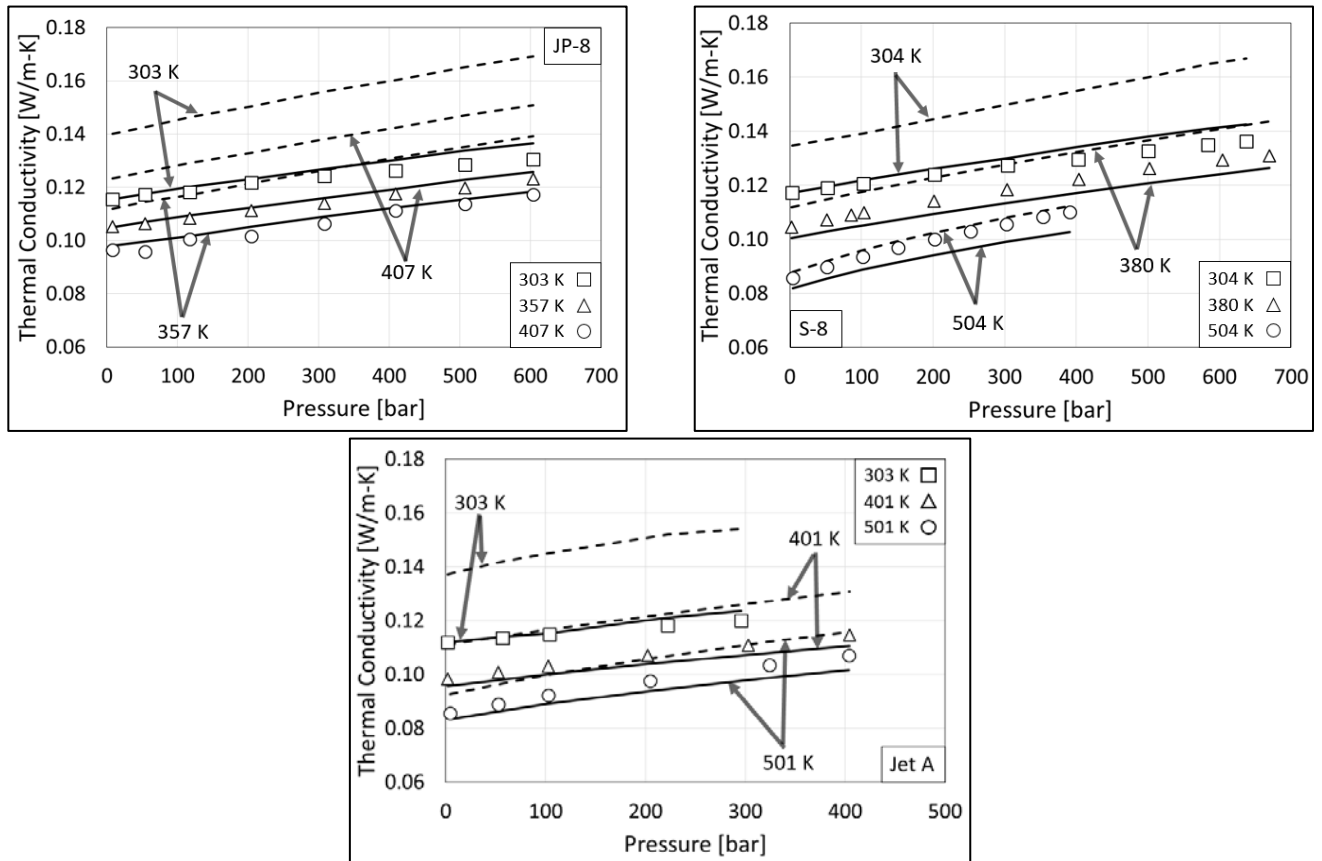 JP-8
Thermal Conductivity [W/m-K]
0.18
0.16
0.14
0.12
0.10
0.08
0.06
303 K
407 K
357 K
303 K
357 K
407 K
0 100 200 300 400 500 600 700
Pressure [bar]
Thermal Conductivity [W/m-K]
0.18
0.16
0.14
0.12
0.10
0.08
0.06
304 K
380 K
504 K
S-8
304 K
380 K
504 K
0 100 200 300 400 500 600 700
Pressure [bar]
Thermal Conductivity [W/m-K]
0.18
0.16
0.14
0.12
0.10
0.08
0.06
303 K
401 K
501 K
303 K
401 K
501 K
Jet A
0 100 200 300 400 500
Pressure [bar]